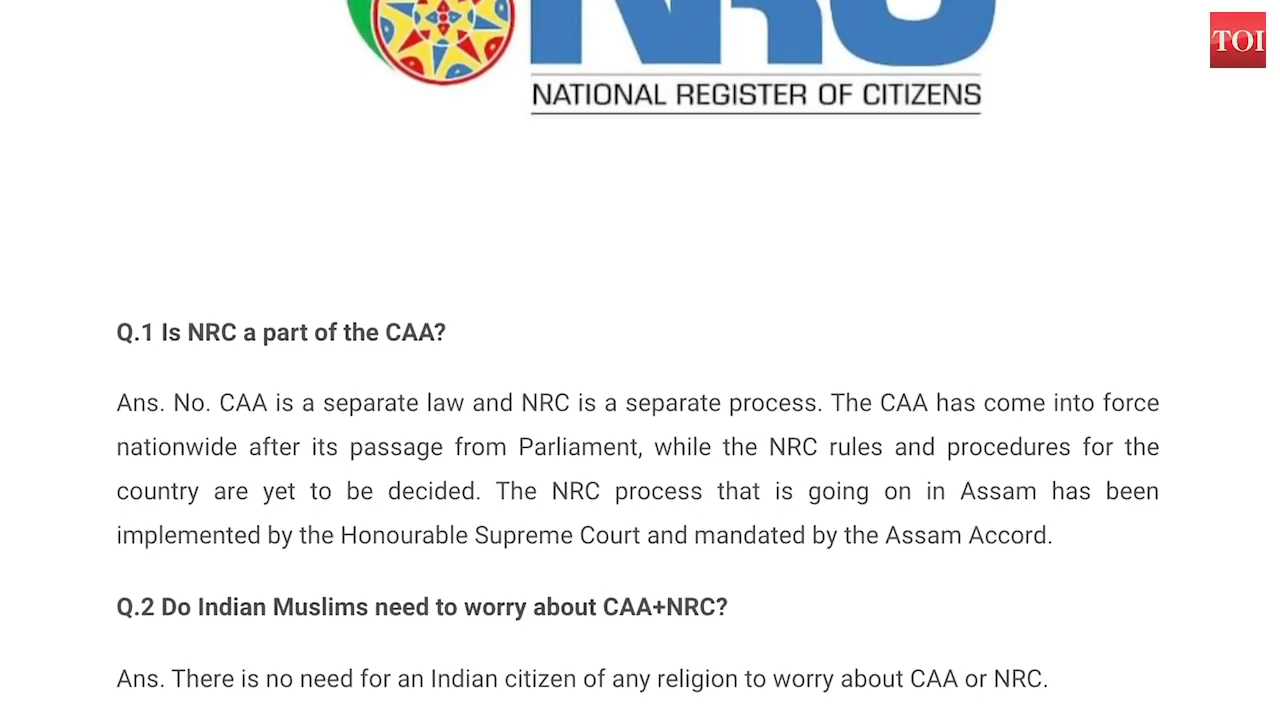 TOI
NRC
NATIONAL REGISTER OF CITIZENS
Q.1 Is NRC a part of the CAA?
Ans. No. CAA is a separate law and NRC is a separate process. The CAA has come into force
nationwide after its passage from Parliament, while the NRC rules and procedures for the
country are yet to be decided. The NRC process that is going on in Assam has been
implemented by the Honourable Supreme Court and mandated by the Assam Accord.
Q.2 Do Indian Muslims need to worry about CAA+NRC?
Ans. There is no need for an Indian citizen of any religion to worry about CAA or NRC.